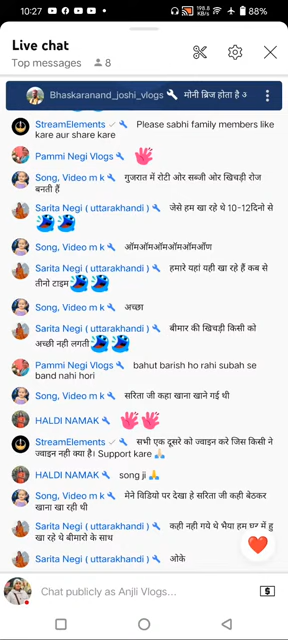 10:27
198.8 KB/s
88%
Live chat
Top messages 8
Bhaskaranand_joshi_vlogs मोनी ब्रिज होता है
StreamElements Please sabhi family members like
kare aur share kare
Pammi Negi Vlogs
Song, Video m k गुजरात में रोटी ओर सब्जी ओर खिचड़ी रोज
बनती हैं
Sarita Negi ( uttarakhandi ) जेसे हम खा रहे थे 10-12दिनो से
Song, Video m k ऑमऑमऑमऑमऑमऑण
Sarita Negi ( uttarakhandi ) हमारे यहां यही खा रहे हैं कब से
तीनो टाइम
Song, Video m k अच्छा
Sarita Negi ( uttarakhandi ) बीमार की खिचड़ी किसी को
अच्छी नही लगती
Pammi Negi Vlogs bahut barish ho rahi subah se
band nahi hori
Song, Video m k सरिता जी कहा खाना खाने गई थी
HALDI NAMAK
StreamElements सभी एक दूसरे को ज्वाइन करे जिस किसी ने
ज्वाइन नही क्या है। Support kare 🙏
HALDI NAMAK song ji 🙏
Song, Video m k मेने विडियो पर देखा हे सरिता जी कही बेठकर
खाना खा रही थी
Sarita Negi ( uttarakhandi ) कही नही गये थे भैया हम घर में हु
खा रहे थे बीमारो के साथ
Sarita Negi ( uttarakhandi ) ओके
Chat publicly as Anjli Vlogs...